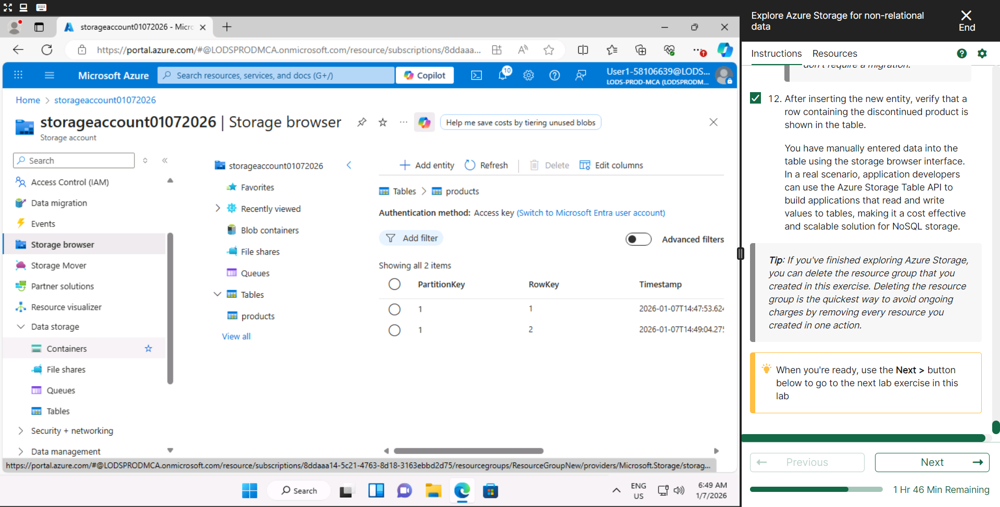 storageaccount01072026 - Micro
https://portal.azure.com/#@LODSPRODMCA.onmicrosoft.com/resource/subscriptions/8ddaaa...
Microsoft Azure
Search resources, services, and docs (G+/)
Copilot
10
User1-58106639@LODS...
LODS-PROD-MCA (LODSPRODM...
Home > storageaccount01072026
storageaccount01072026 | Storage browser
Storage account
Help me save costs by tiering unused blobs
Search
Access Control (IAM)
Data migration
Events
Storage browser
Storage Mover
Partner solutions
Resource visualizer
Data storage
Containers
File shares
Queues
Tables
Security + networking
Data management
storageaccount01072026
Favorites
Recently viewed
Blob containers
File shares
Queues
Tables
products
View all
Add entity
Refresh
Delete
Edit columns
Tables > products
Authentication method: Access key (Switch to Microsoft Entra user account)
Add filter
Advanced filters
Showing all 2 items
PartitionKey RowKey Timestamp
1 1 2026-01-07T14:47:53.624
1 2 2026-01-07T14:49:04.275
https://portal.azure.com/#@LODSPRODMCA.onmicrosoft.com/resource/subscriptions/8ddaaa14-5c21-4763-8d18-3163ebbd2d75/resourcegroups/ResourceGroupNew/providers/Microsoft.Storage/storag...
Search
ENG
US
6:49 AM
1/7/2026
Explore Azure Storage for non-relational
data
End
Instructions
Resources
don't require a migration.
12. After inserting the new entity, verify that a
row containing the discontinued product is
shown in the table.
You have manually entered data into the
table using the storage browser interface.
In a real scenario, application developers
can use the Azure Storage Table API to
build applications that read and write
values to tables, making it a cost effective
and scalable solution for NoSQL storage.
Tip: If you've finished exploring Azure Storage,
you can delete the resource group that you
created in this exercise. Deleting the resource
group is the quickest way to avoid ongoing
charges by removing every resource you
created in one action.
When you're ready, use the Next > button
below to go to the next lab exercise in this
lab
Previous
Next
1 Hr 46 Min Remaining